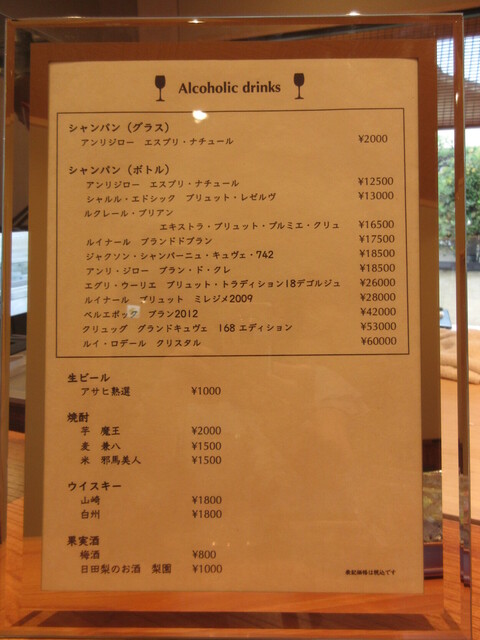 Alcoholic drinks
シャンパン（グラス）
アンリジロー エスプリ・ナチュール ¥2000
シャンパン（ボトル）
アンリジロー エスプリ・ナチュール ¥12500
シャルル・エドシック ブリュット・レゼルヴ ¥13000
ルクレール・ブリアン
エキストラ・ブリュット・プルミエ・クリュ ¥16500
ルイナール ブランドドブラン ¥17500
ジャクソン・シャンパーニュ・キュヴェ・742 ¥18500
アンリ・ジロー ブラン・ド・クレ ¥18500
エグリ・ウーリエ ブリュット・トラディション18デゴルジュ ¥26000
ルイナール ブリュット ミレジメ2009 ¥28000
ベルエポック ブラン2012 ¥42000
クリュッグ グランドキュヴェ 168 エディション ¥53000
ルイ・ロデール クリスタル ¥60000
生ビール
アサヒ熟選 ¥1000
焼酎
芋 魔王 ¥2000
麦 兼八 ¥1500
米 邪馬美人 ¥1500
ウイスキー
山崎 ¥1800
白州 ¥1800
果実酒
梅酒 ¥800
日田梨のお酒 梨園 ¥1000
表記価格は税込です